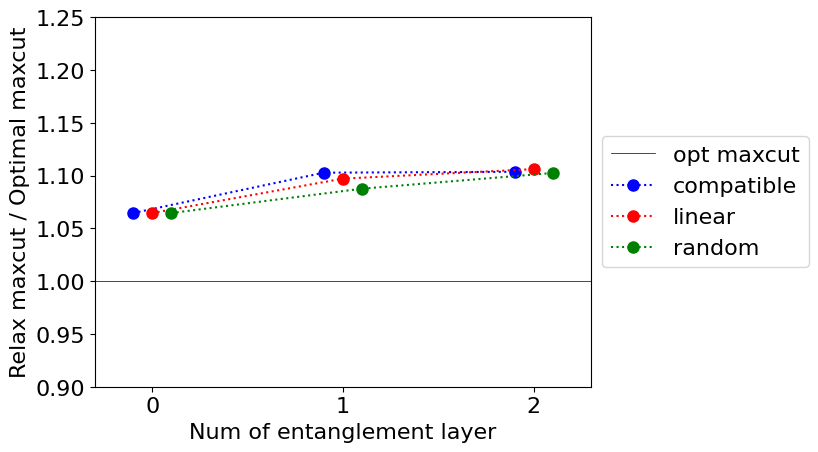 Relax maxcut / Optimal maxcut
1.25
1.20
1.15
1.10
1.05
1.00
0.95
0.90
0
1
2
Num of entanglement layer
opt maxcut
compatible
linear
random